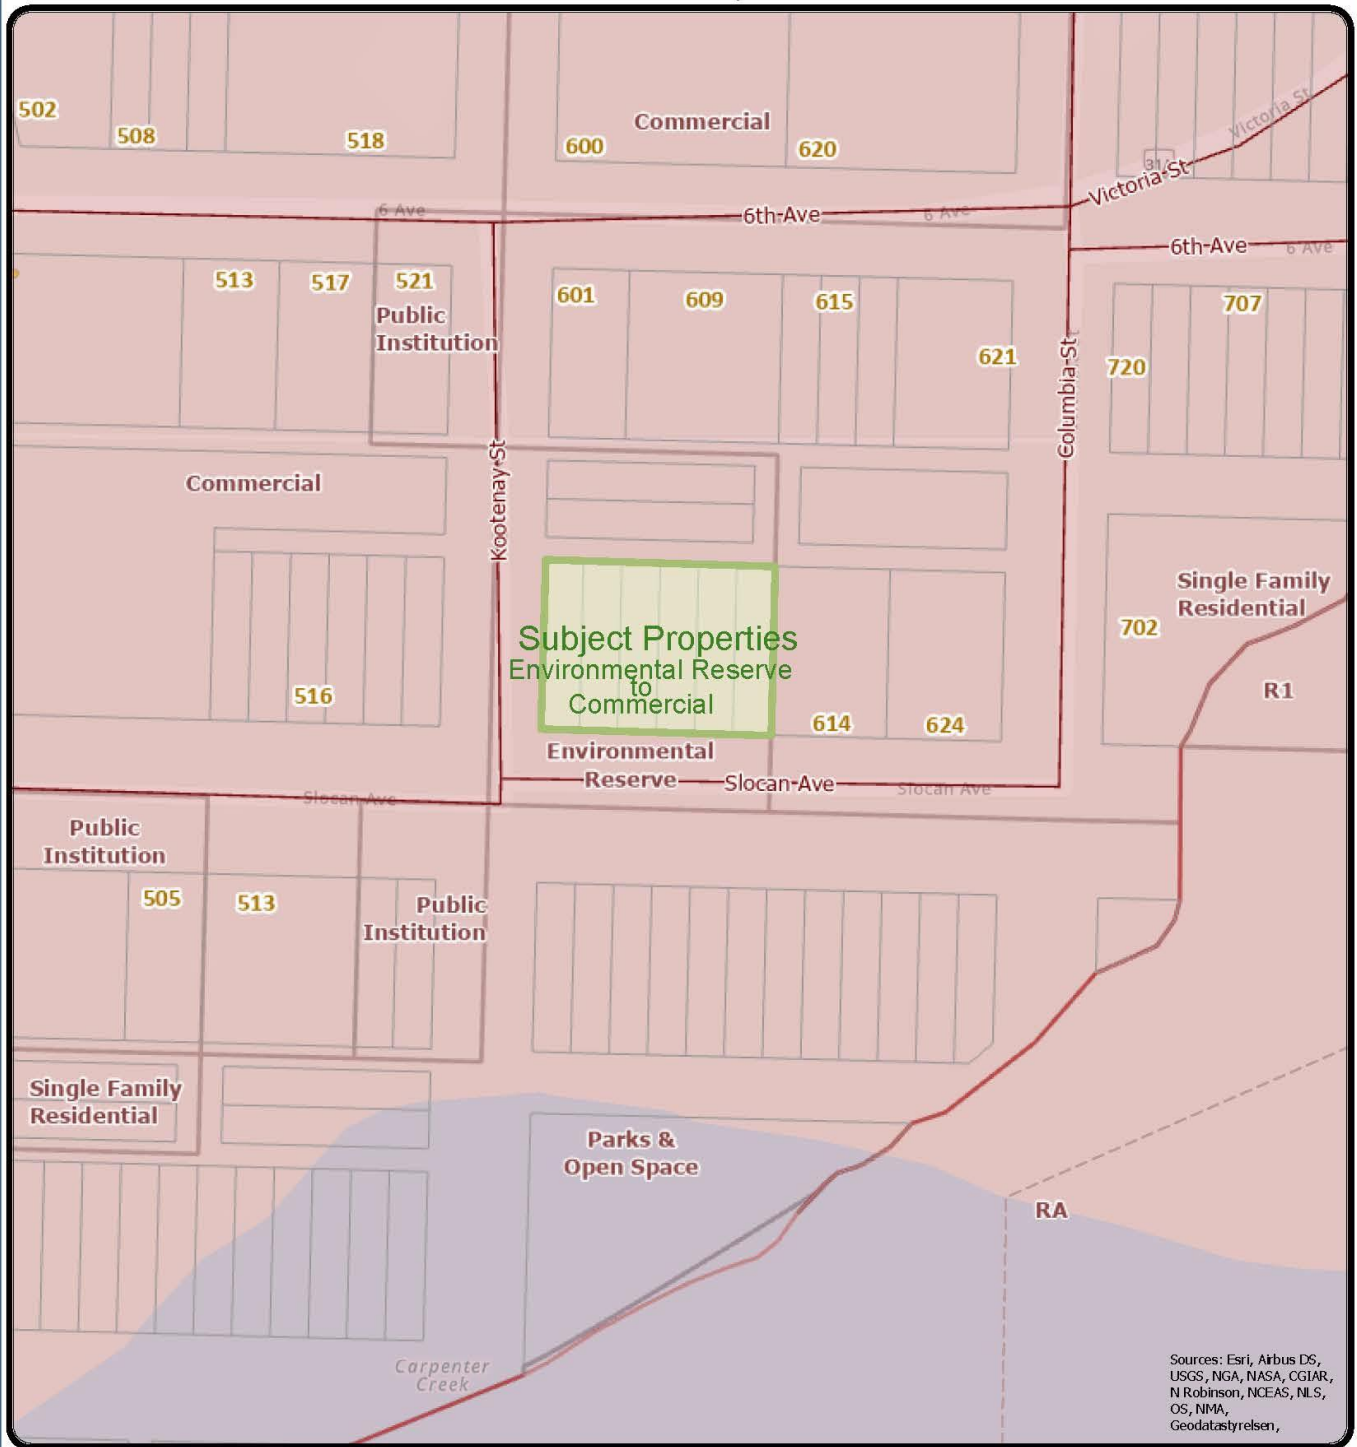 502
508
518
Commercial
600
620
Victoria St
31A
Victoria St
6 Ave
6th Ave
6 Ave
6th Ave
6 Ave
513
517
521
Public
Institution
601
609
615
621
Columbia St
720
707
Commercial
Kootenay St
Single Family
Residential
702
R1
516
Subject Properties
Environmental Reserve
to
Commercial
614
624
Environmental
Reserve
Slocan Ave
Slocan Ave
Slocan Ave
Public
Institution
505
513
Public
Institution
Single Family
Residential
Parks &
Open Space
RA
Carpenter
Creek
Sources: Esri, Airbus DS,
USGS, NGA, NASA, CGIAR,
N Robinson, NCEAS, NLS,
OS, NMA,
Geodatastyrelsen,